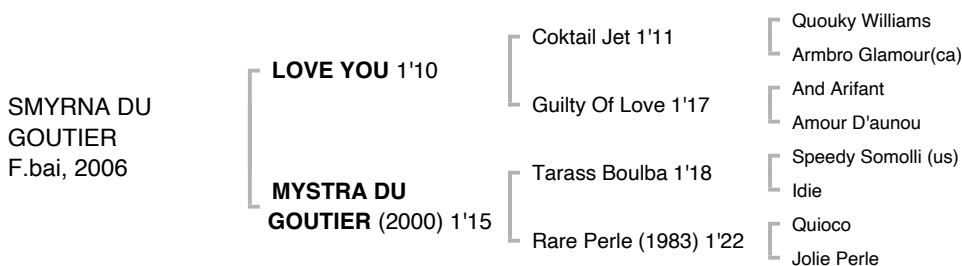 SMYRNA DU
GOUTIER
F.bai, 2006
LOVE YOU 1'10
MYSTRA DU
GOUTIER (2000) 1'15
Coktail Jet 1'11
Guilty Of Love 1'17
Tarass Boulba 1'18
Rare Perle (1983) 1'22
Quouky Williams
Armbro Glamour(ca)
And Arifant
Amour D'aunou
Speedy Somolli (us)
Idie
Quioco
Jolie Perle